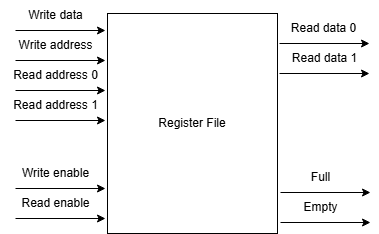 Write data
Write address
Read address 0
Read address 1
Write enable
Read enable
Register File
Read data 0
Read data 1
Full
Empty